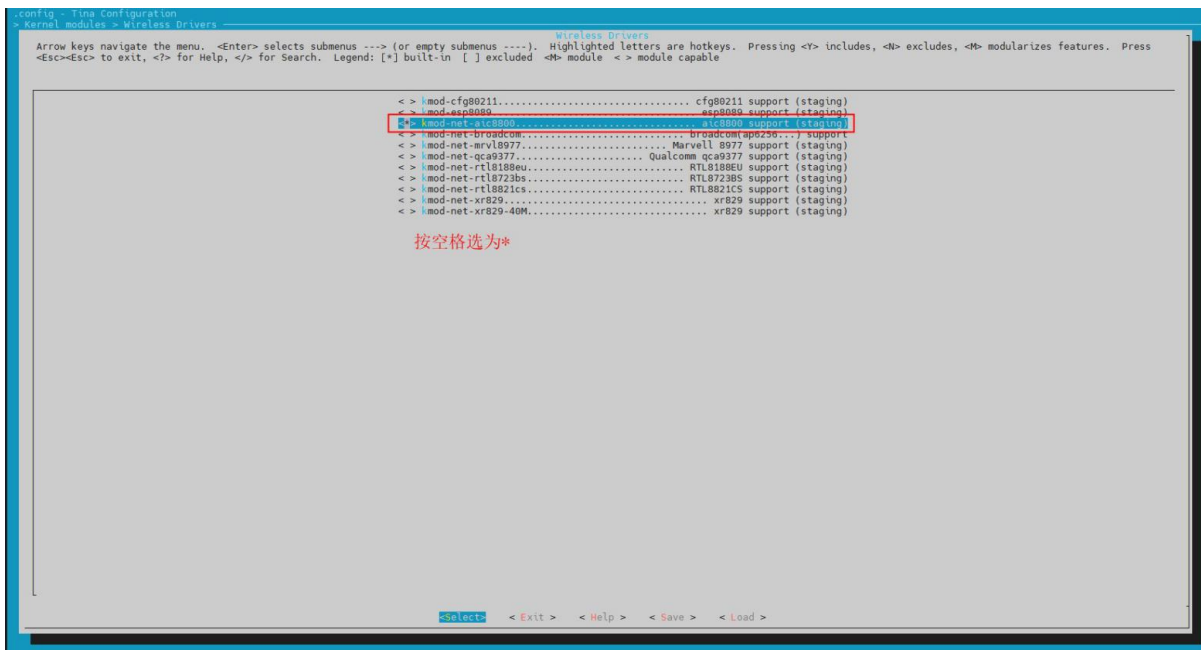 .config - Tina Configuration
> Kernel modules > Wireless Drivers
Wireless Drivers
Arrow keys navigate the menu. <Enter> selects submenus ---> (or empty submenus ----). Highlighted letters are hotkeys. Pressing <Y> includes, <N> excludes, <M> modularizes features. Press
<Esc><Esc> to exit, <?> for Help, </> for Search. Legend: [*] built-in [ ] excluded <M> module < > module capable
< > kmod-cfg80211................................. cfg80211 support (staging)
< > kmod-esp8089................................... esp8089 support (staging)
<*> kmod-net-aic8800............................... aic8800 support (staging)
< > kmod-net-broadcom............................ broadcom(ap6256...) support
< > kmod-net-mrvl8977......................... Marvell 8977 support (staging)
< > kmod-net-qca9377...................... Qualcomm qca9377 support (staging)
< > kmod-net-rtl8188eu........................... RTL8188EU support (staging)
< > kmod-net-rtl8723bs........................... RTL8723BS support (staging)
< > kmod-net-rtl8821cs........................... RTL8821CS support (staging)
< > kmod-net-xr829................................... xr829 support (staging)
< > kmod-net-xr829-40M............................... xr829 support (staging)
按空格选为*
<Select> < Exit > < Help > < Save > < Load >